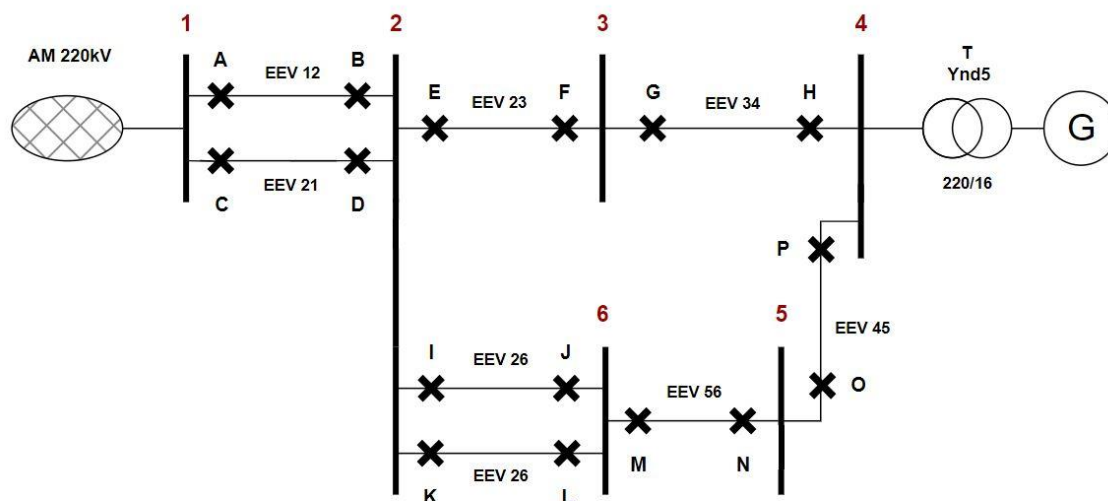 1
2
3
4
AM 220kV
A
EEV 12
B
E
EEV 23
F
G
EEV 34
H
T
Ynd5
G
220/16
C
EEV 21
D
P
EEV 45
O
6
5
I
EEV 26
J
EEV 56
M
N
K
EEV 26
L